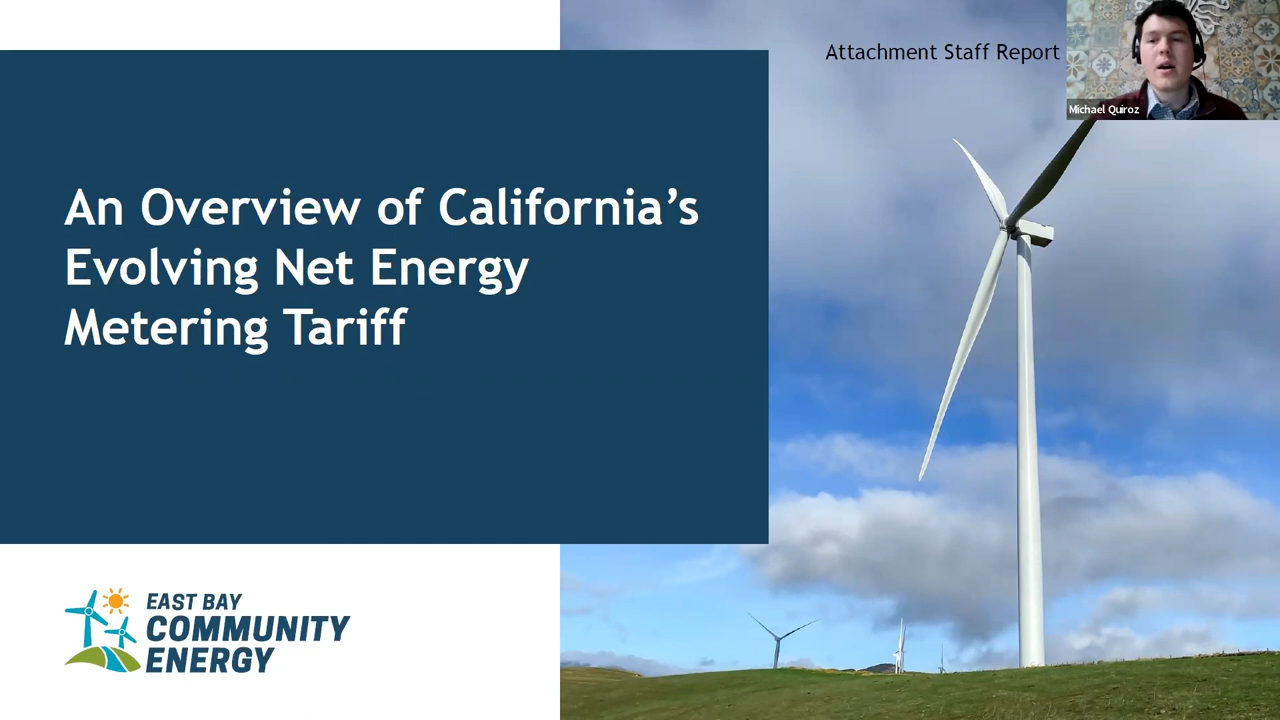 Attachment Staff Report
Michael Quiroz
An Overview of California's
Evolving Net Energy
Metering Tariff
EAST BAY
COMMUNITY
ENERGY